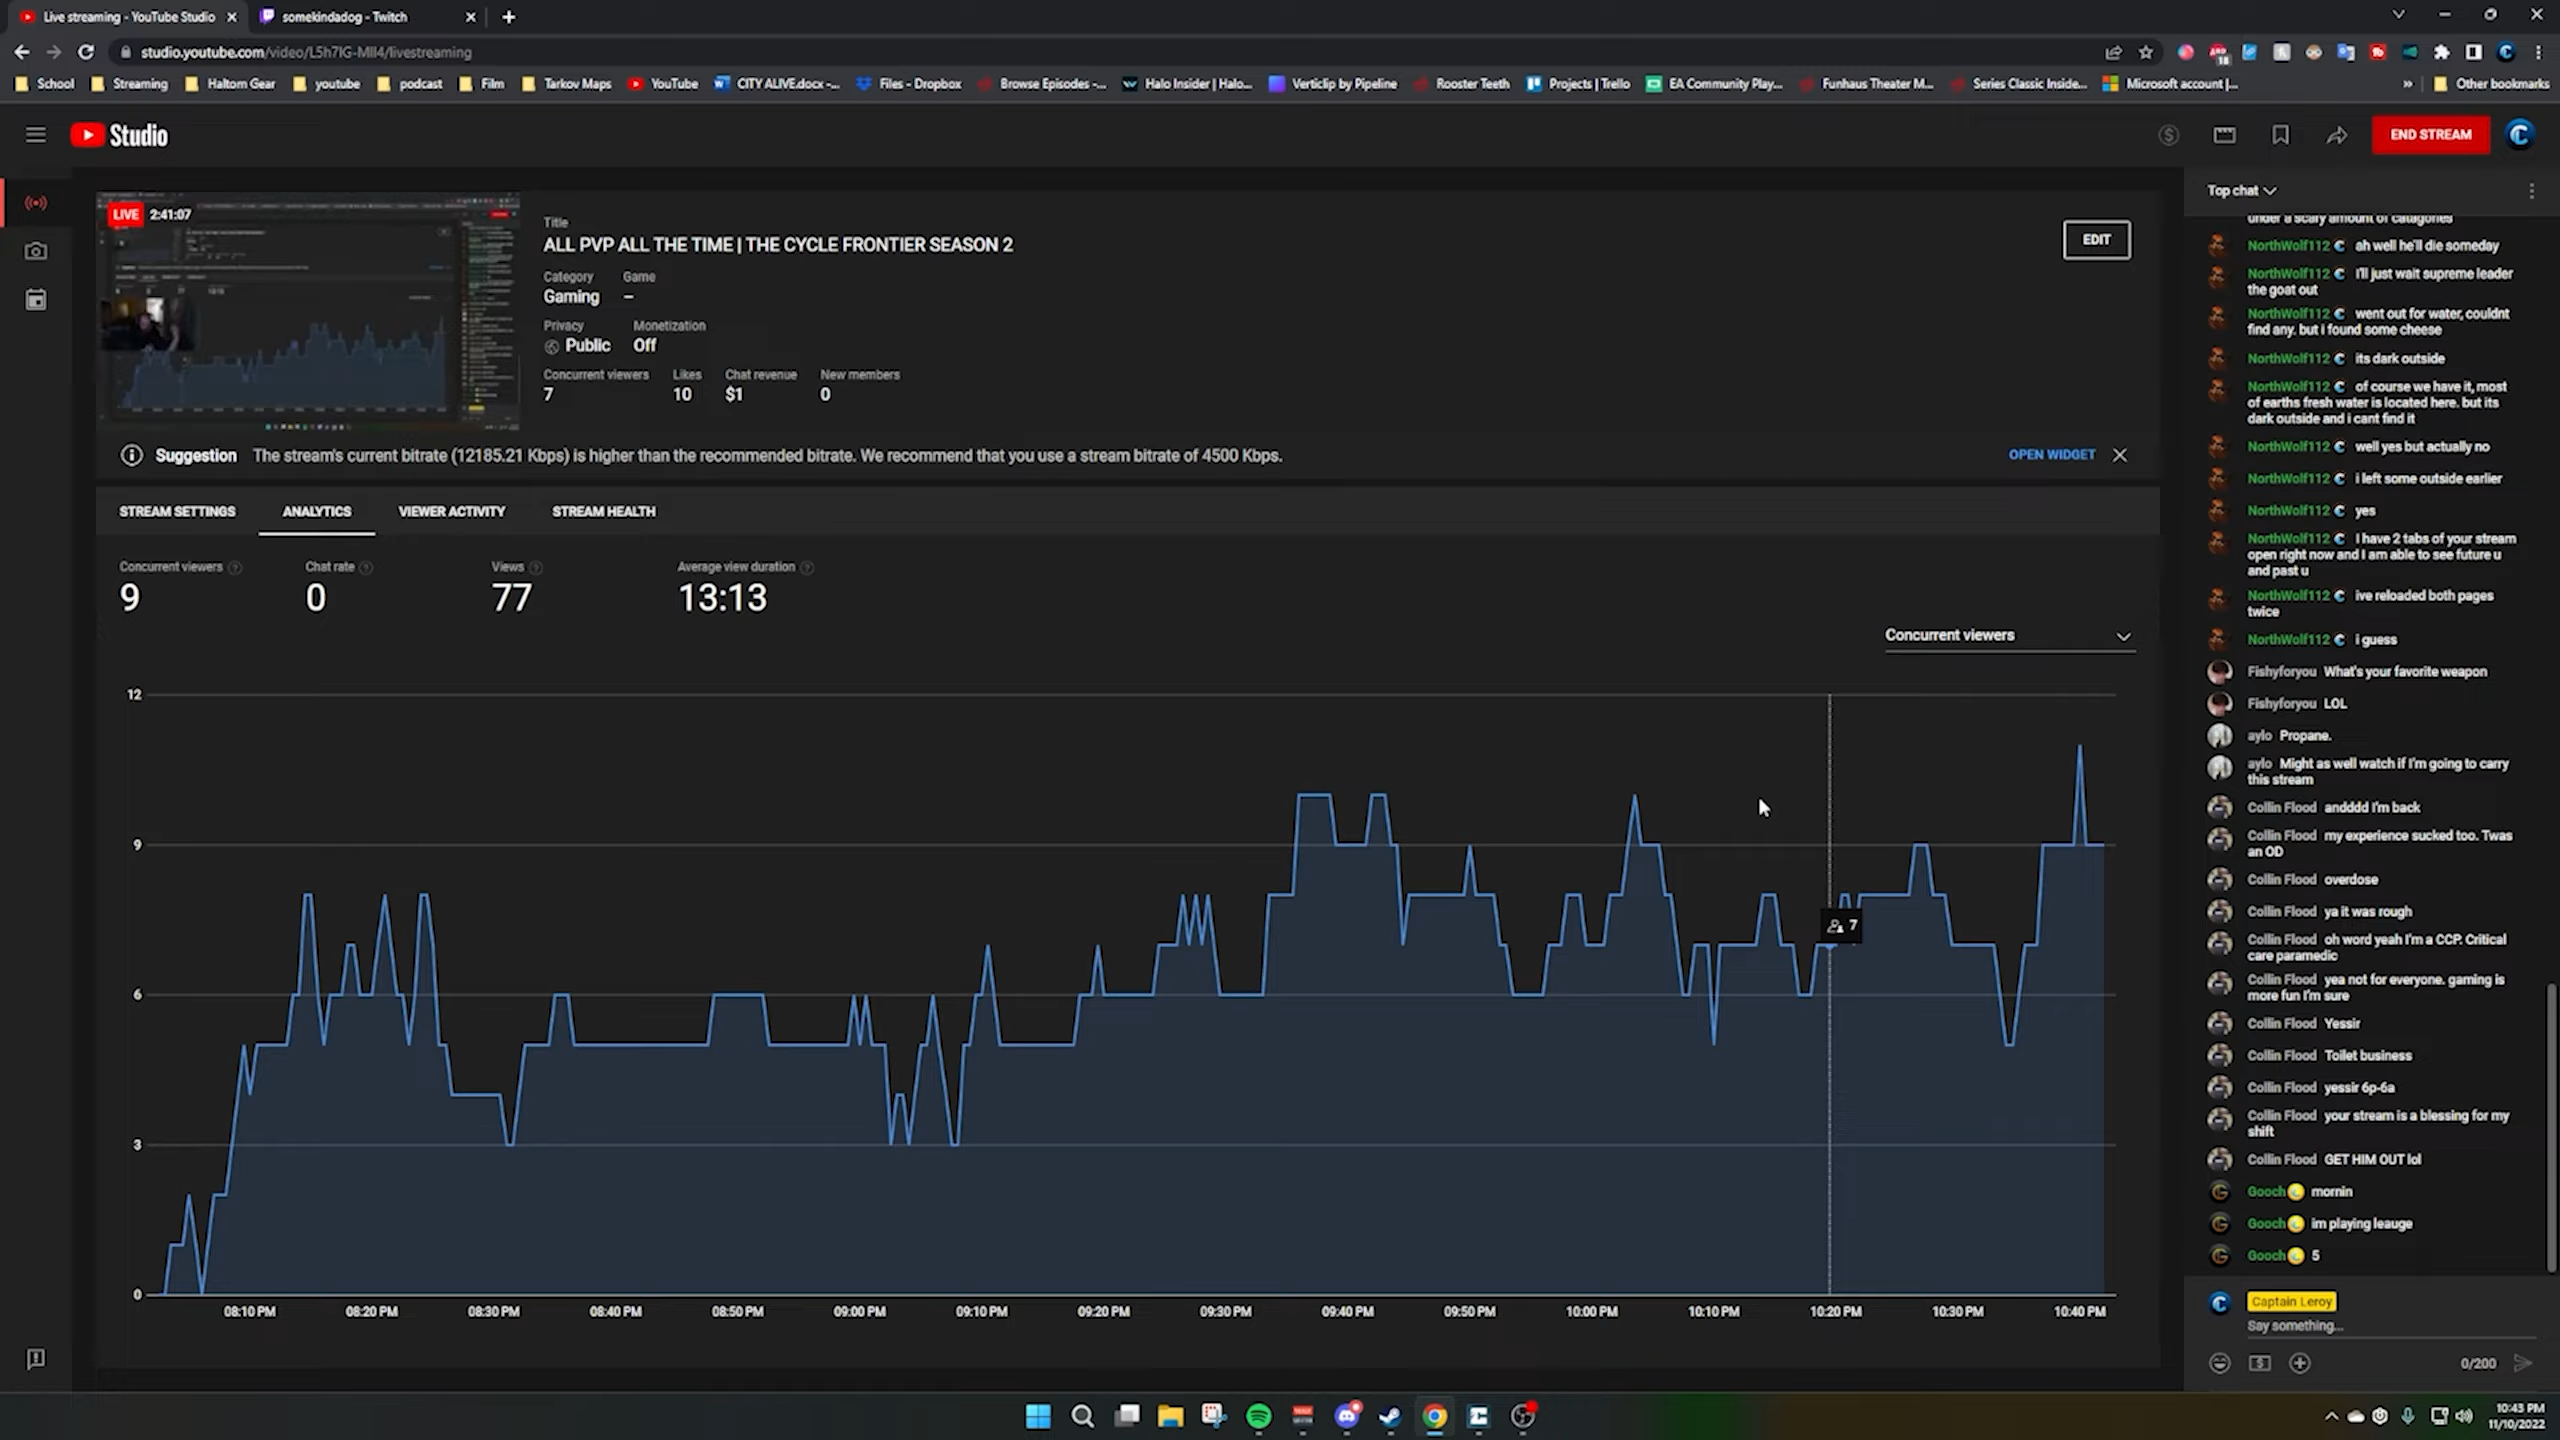 Live streaming - YouTube Studio
somekindadog - Twitch
studio.youtube.com/video/L5h7IG-MlI4/livestreaming
School
Streaming
Haltom Gear
youtube
podcast
Film
Tarkov Maps
YouTube
CITY ALIVE.docx -...
Files - Dropbox
Browse Episodes -...
Halo Insider | Halo...
Verticlip by Pipeline
Rooster Teeth
Projects | Trello
EA Community Play...
Funhaus Theater M...
Series Classic Inside...
Microsoft account |...
Other bookmarks
Studio
END STREAM
LIVE 2:41:07
Title
ALL PVP ALL THE TIME | THE CYCLE FRONTIER SEASON 2
EDIT
Category Game
Gaming –
Privacy Monetization
Public Off
Concurrent viewers Likes Chat revenue New members
7 10 $1 0
Suggestion The stream's current bitrate (12185.21 Kbps) is higher than the recommended bitrate. We recommend that you use a stream bitrate of 4500 Kbps.
OPEN WIDGET
STREAM SETTINGS ANALYTICS VIEWER ACTIVITY STREAM HEALTH
Concurrent viewers Chat rate Views Average view duration
9 0 77 13:13
Concurrent viewers
12
9
7
6
3
0
08:10 PM 08:20 PM 08:30 PM 08:40 PM 08:50 PM 09:00 PM 09:10 PM 09:20 PM 09:30 PM 09:40 PM 09:50 PM 10:00 PM 10:10 PM 10:20 PM 10:30 PM 10:40 PM
Top chat
under a scary amount of catagories
NorthWolf112 ah well he'll die someday
NorthWolf112 I'll just wait supreme leader
the goat out
NorthWolf112 went out for water, couldnt
find any. but i found some cheese
NorthWolf112 its dark outside
NorthWolf112 of course we have it, most
of earths fresh water is located here. but its
dark outside and i cant find it
NorthWolf112 well yes but actually no
NorthWolf112 i left some outside earlier
NorthWolf112 yes
NorthWolf112 I have 2 tabs of your stream
open right now and I am able to see future u
and past u
NorthWolf112 ive reloaded both pages
twice
NorthWolf112 i guess
Fishyforyou What's your favorite weapon
Fishyforyou LOL
aylo Propane.
aylo Might as well watch if I'm going to carry
this stream
Collin Flood andddd I'm back
Collin Flood my experience sucked too. Twas
an OD
Collin Flood overdose
Collin Flood ya it was rough
Collin Flood oh word yeah I'm a CCP. Critical
care paramedic
Collin Flood yea not for everyone. gaming is
more fun I'm sure
Collin Flood Yessir
Collin Flood Toilet business
Collin Flood yessir 6p-6a
Collin Flood your stream is a blessing for my
shift
Collin Flood GET HIM OUT lol
Gooch mornin
Gooch im playing leauge
Gooch 5
Captain Leroy
Say something...
0/200
10:43 PM
11/10/2022